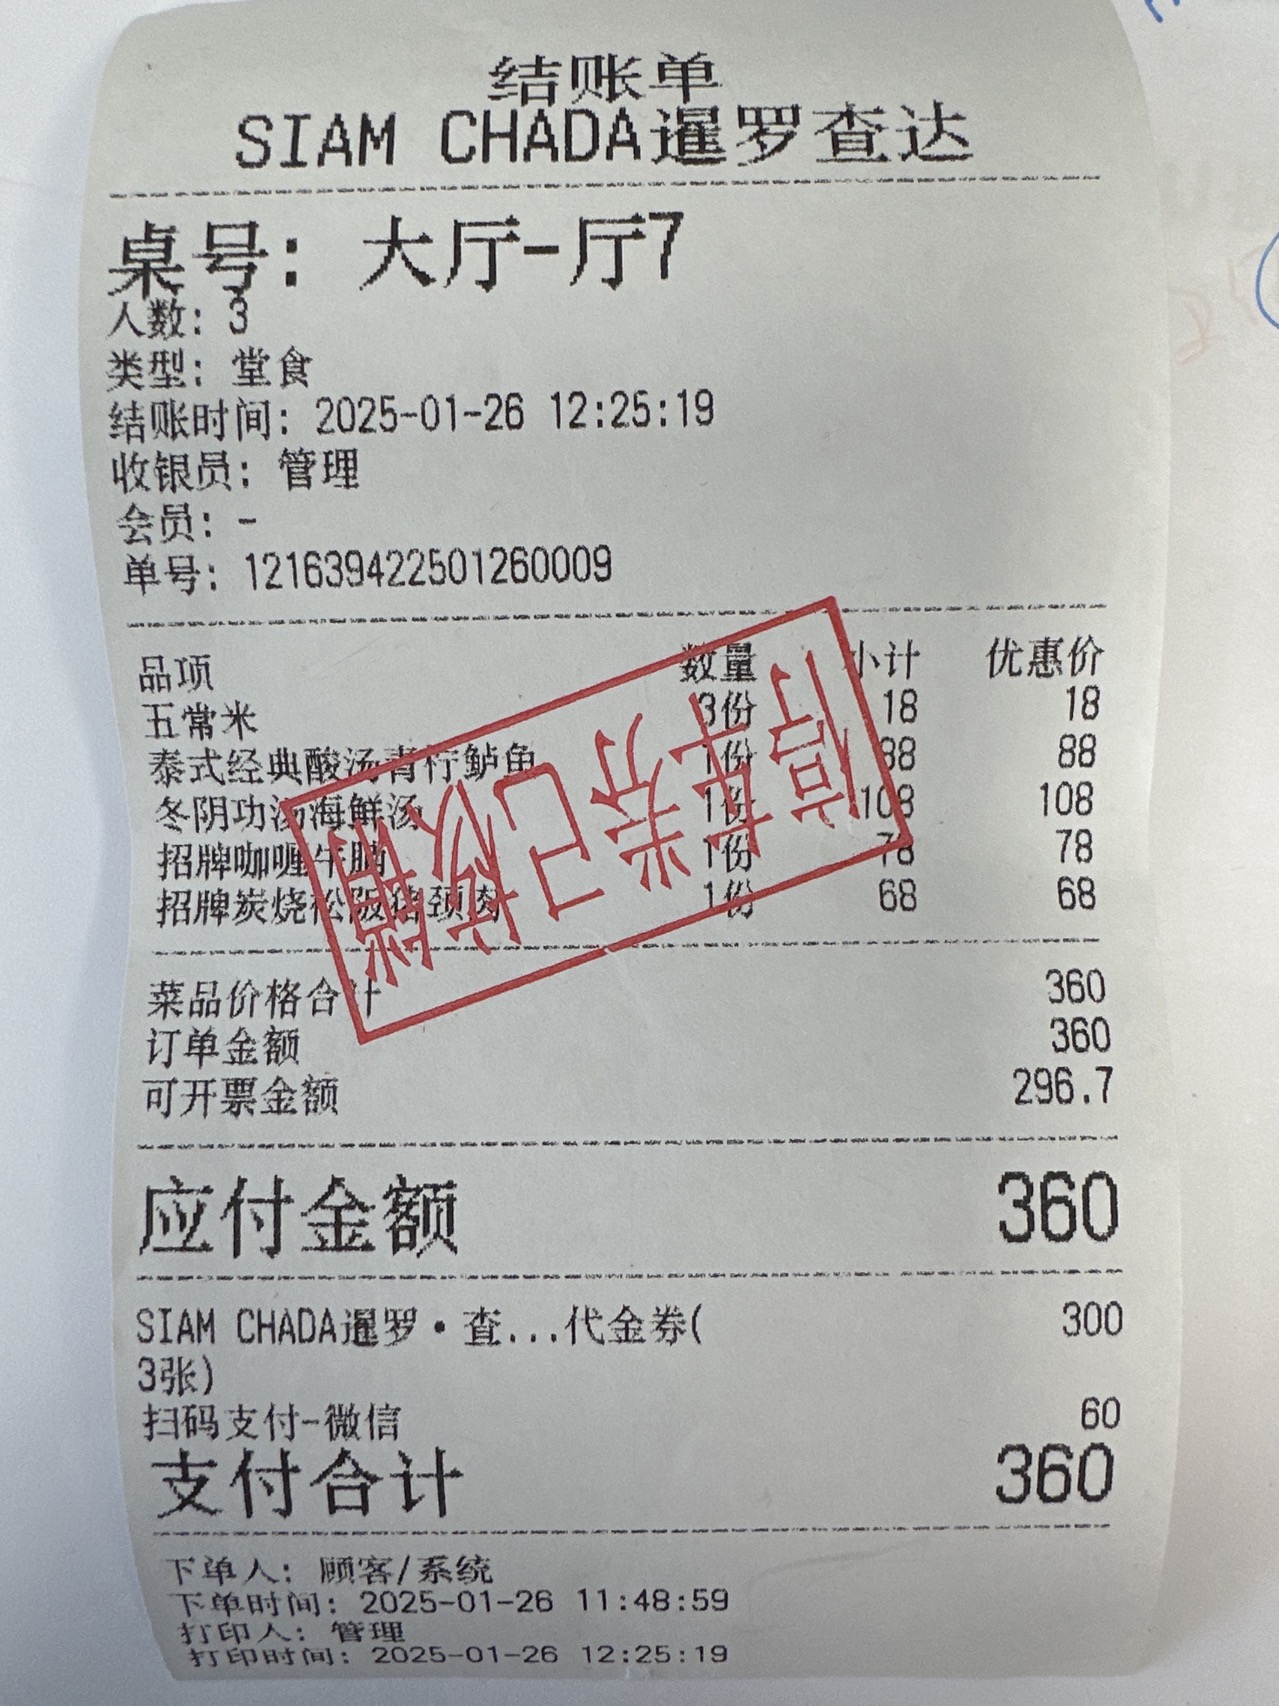 结账单
SIAM CHADA暹罗查达
桌号: 大厅-厅7
人数: 3
类型: 堂食
结账时间: 2025-01-26 12:25:19
收银员: 管理
会员: -
单号: 121639422501260009
品项 数量 小计 优惠价
五常米 3份 18 18
泰式经典酸汤青柠鲈鱼 1份 88 88
冬阴功汤海鲜汤 1份 108 108
招牌咖喱牛腩 1份 78 78
招牌炭烧松阪猪颈肉 1份 68 68
停车券已核销
菜品价格合计 360
订单金额 360
可开票金额 296.7
应付金额 360
SIAM CHADA暹罗·查...代金券( 300
3张)
扫码支付-微信 60
支付合计 360
下单人: 顾客/系统
下单时间: 2025-01-26 11:48:59
打印人: 管理
打印时间: 2025-01-26 12:25:19